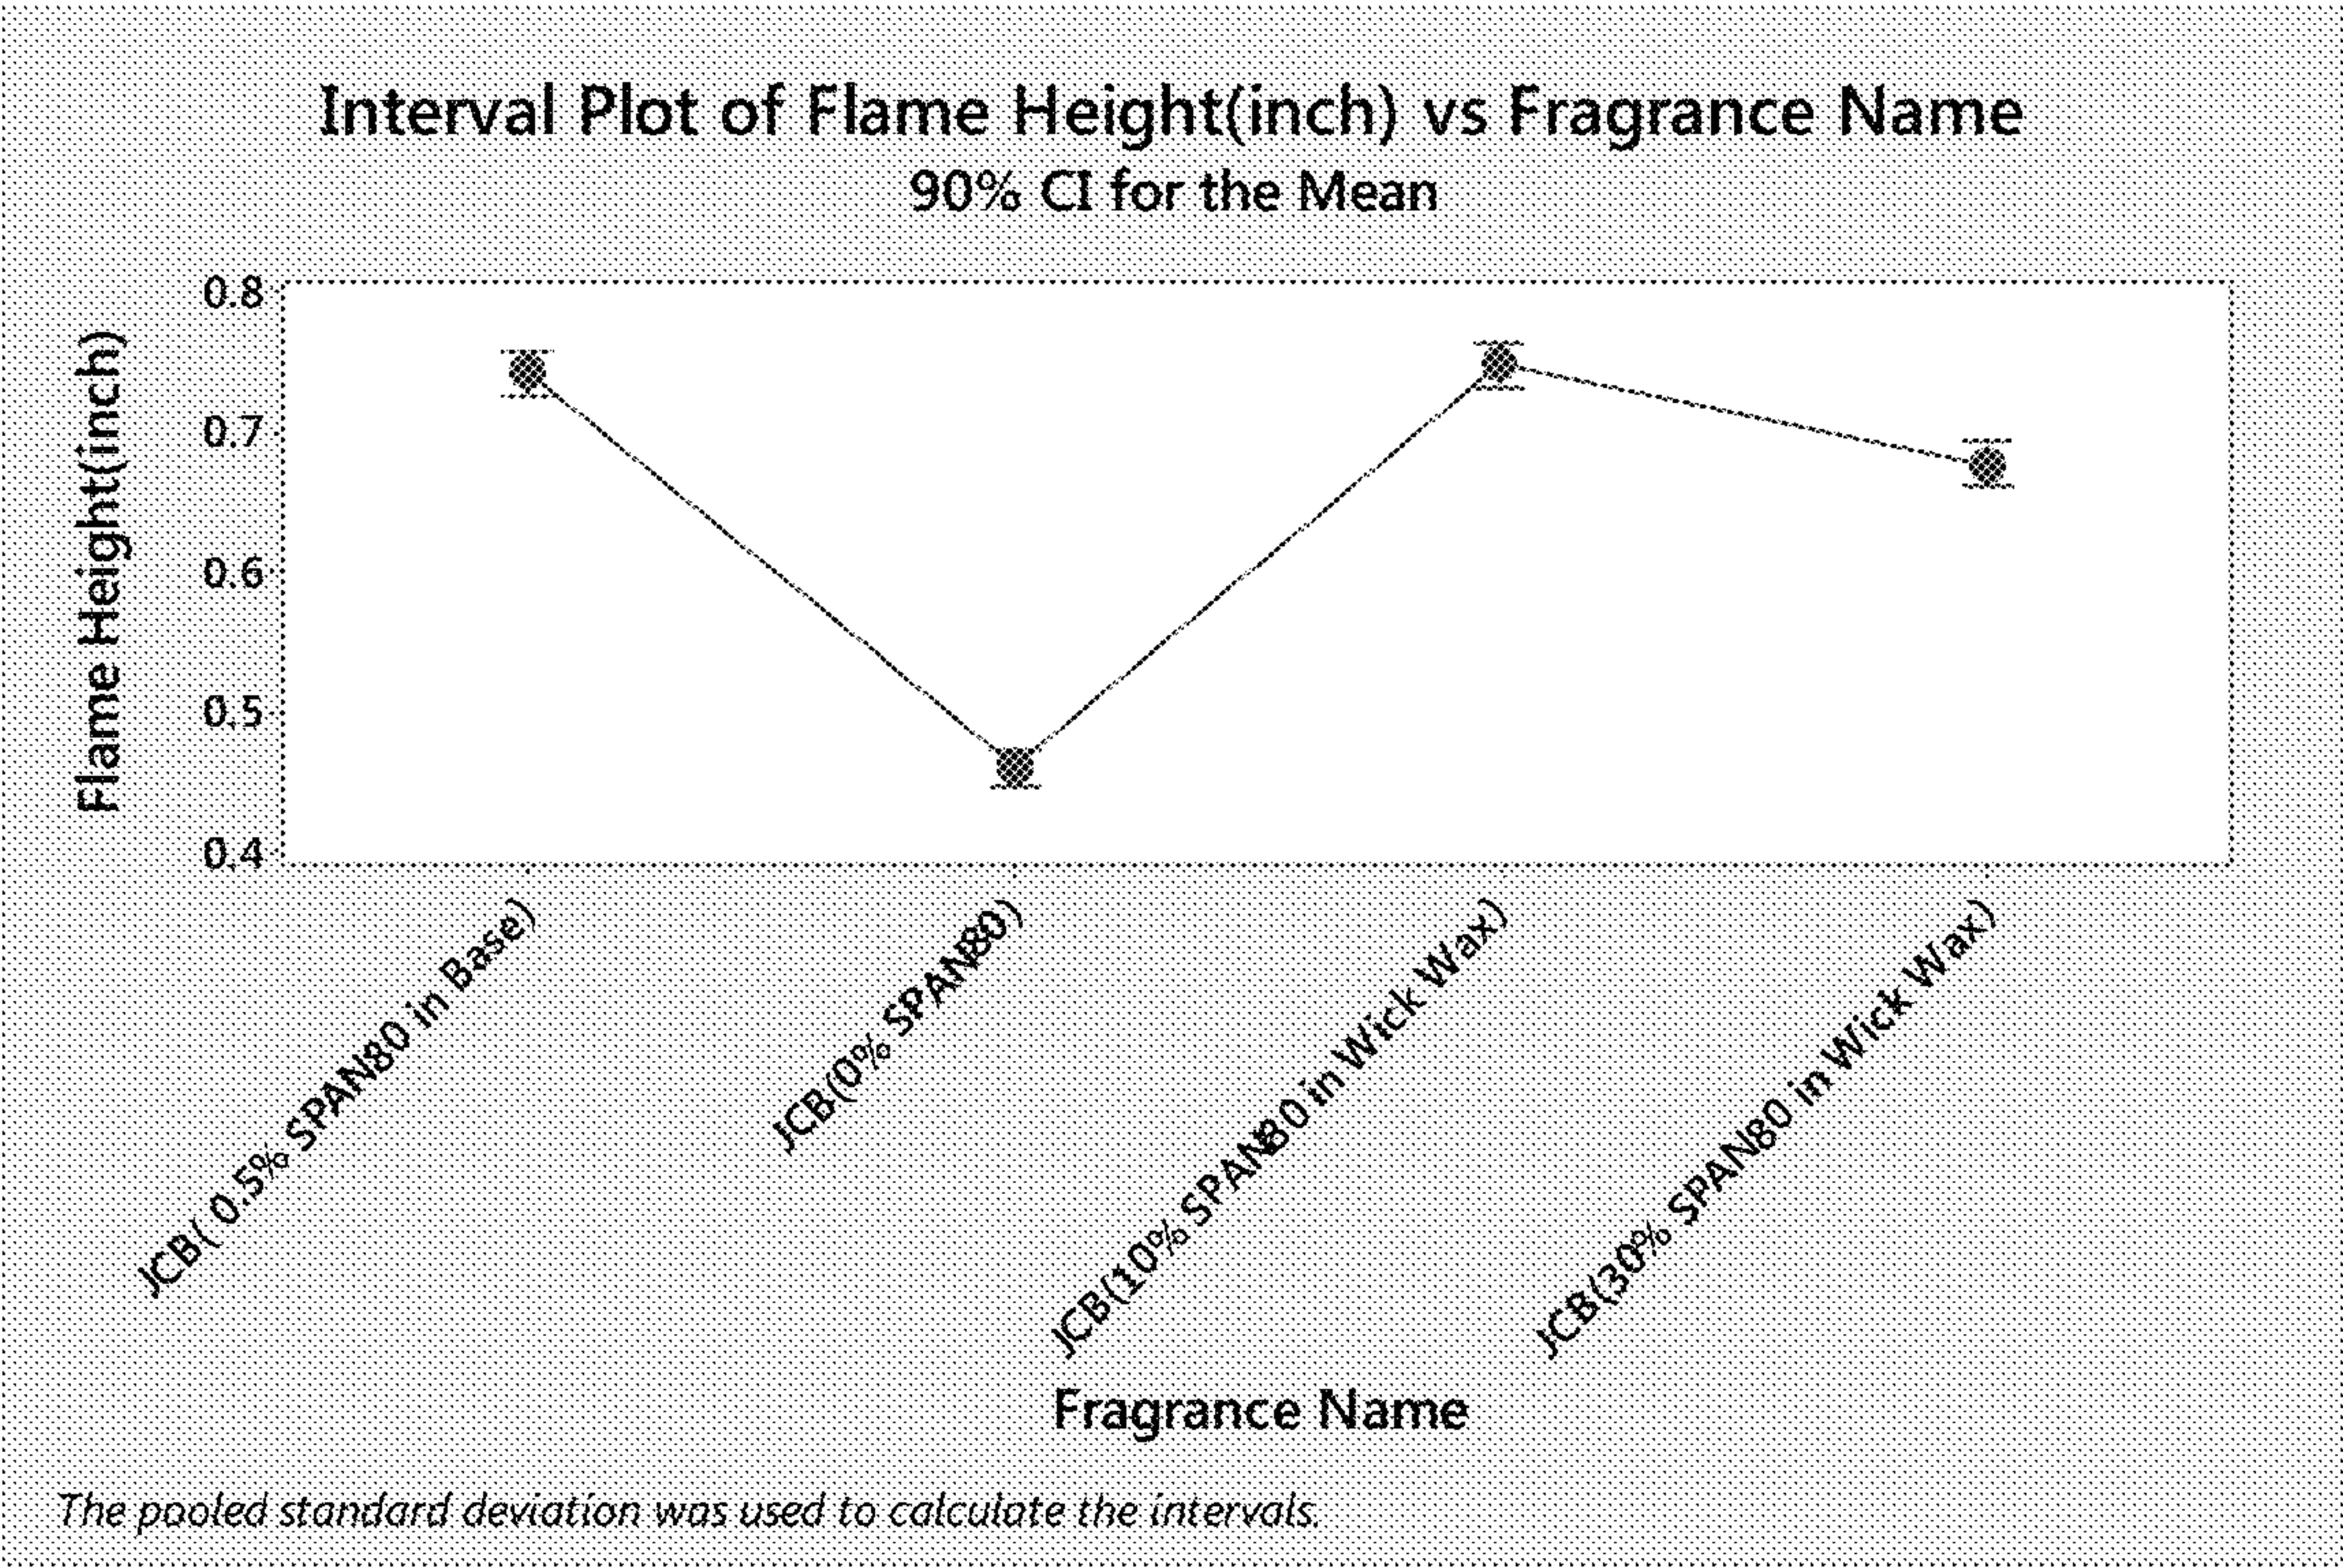 Interval Plot of Flame Height(inch) vs Fragrance Name
90% CI for the Mean
Flame Height(inch)
0.8
0.7
0.6
0.5
0.4
JCB( 0.5% SPAN80 in Base)
JCB(0% SPAN80)
JCB(10% SPAN80 in Wick Wax)
JCB(30% SPAN80 in Wick Wax)
Fragrance Name
The pooled standard deviation was used to calculate the intervals.